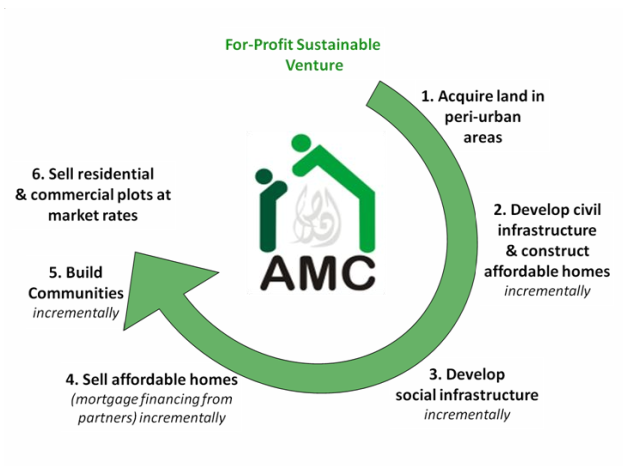 For-Profit Sustainable
Venture
1. Acquire land in
peri-urban
areas
2. Develop civil
infrastructure
& construct
affordable homes
incrementally
3. Develop
social infrastructure
incrementally
4. Sell affordable homes
(mortgage financing from
partners) incrementally
5. Build
Communities
incrementally
6. Sell residential
& commercial plots at
market rates
AMC